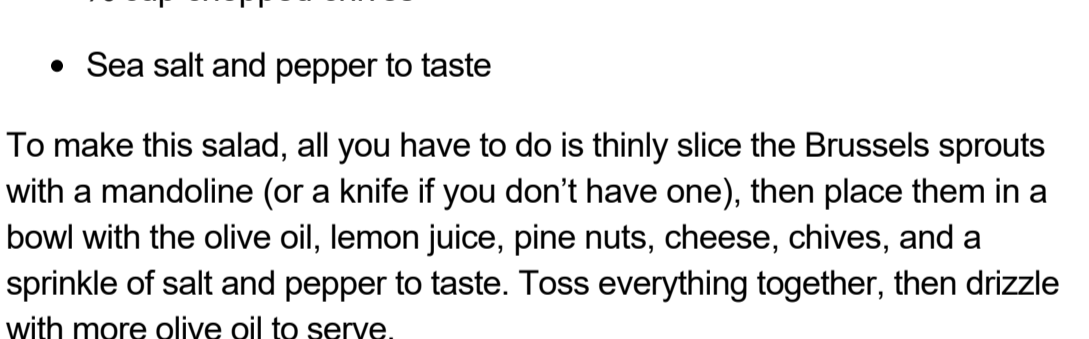 • Sea salt and pepper to taste
To make this salad, all you have to do is thinly slice the Brussels sprouts
with a mandoline (or a knife if you don’t have one), then place them in a
bowl with the olive oil, lemon juice, pine nuts, cheese, chives, and a
sprinkle of salt and pepper to taste. Toss everything together, then drizzle
with more olive oil to serve.